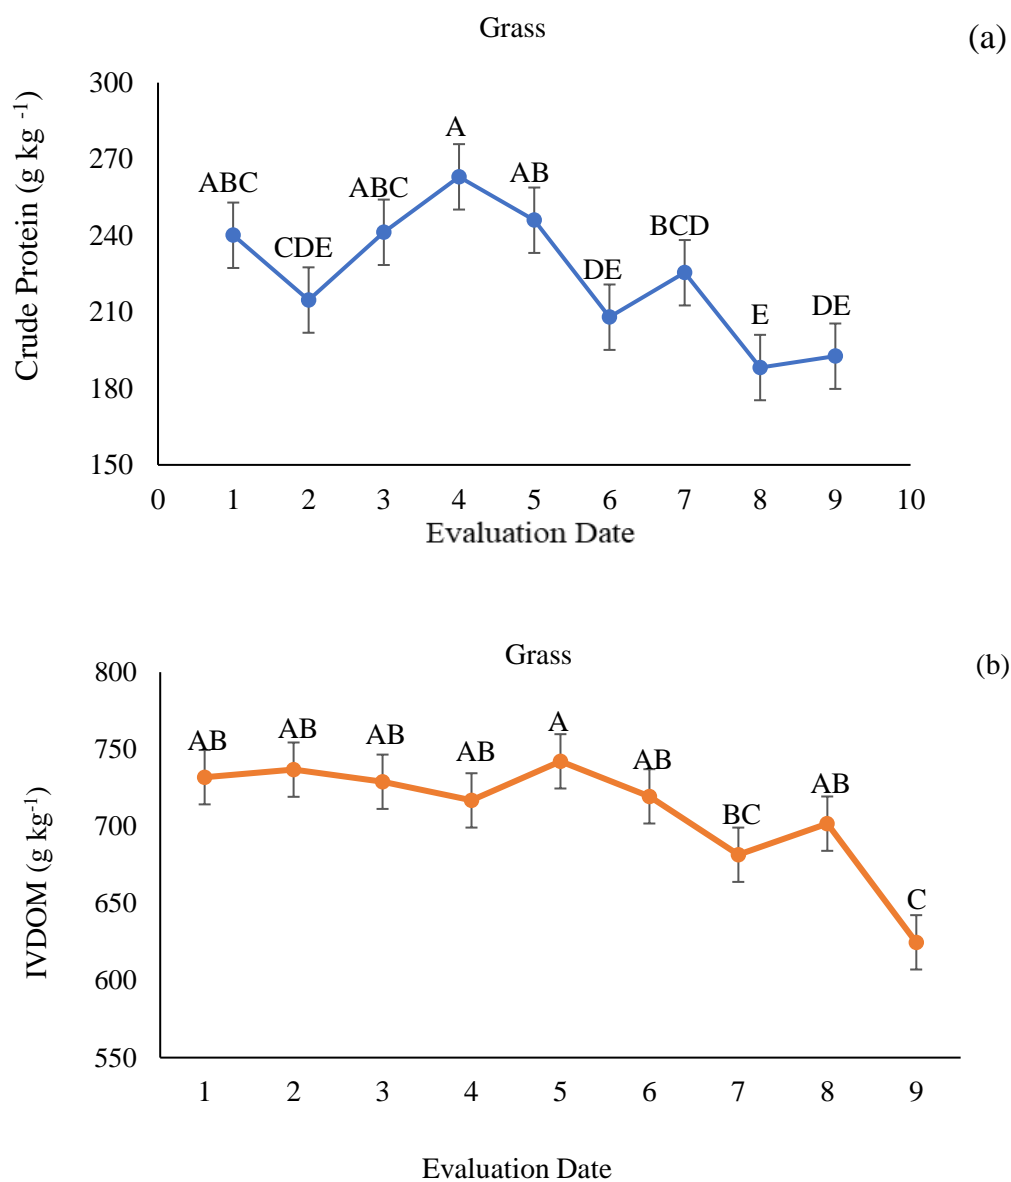 Grass
(a)
Crude Protein (g kg -1)
300
270
240
210
180
150
ABC
CDE
ABC
A
AB
DE
BCD
E
DE
0 1 2 3 4 5 6 7 8 9 10
Evaluation Date
Grass
(b)
IVDOM (g kg-1)
800
750
700
650
600
550
AB
AB
AB
AB
A
AB
BC
AB
C
1 2 3 4 5 6 7 8 9
Evaluation Date